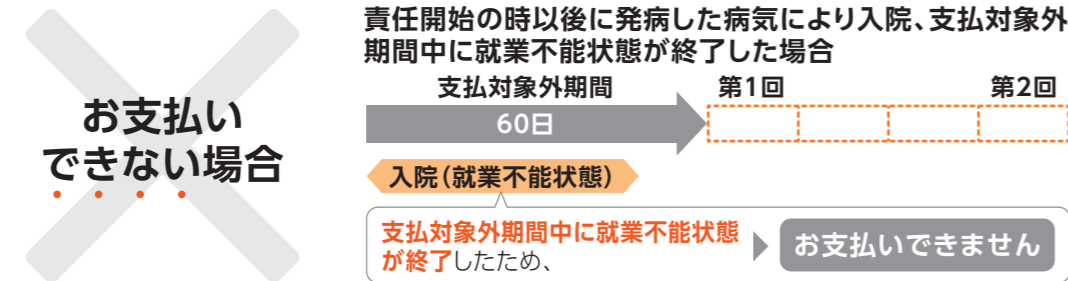 お支払い
できない場合
責任開始の時以後に発病した病気により入院、支払対象外
期間中に就業不能状態が終了した場合
支払対象外期間
第1回
第2回
60日
入院(就業不能状態)
支払対象外期間中に就業不能状態
が終了したため、
お支払いできません